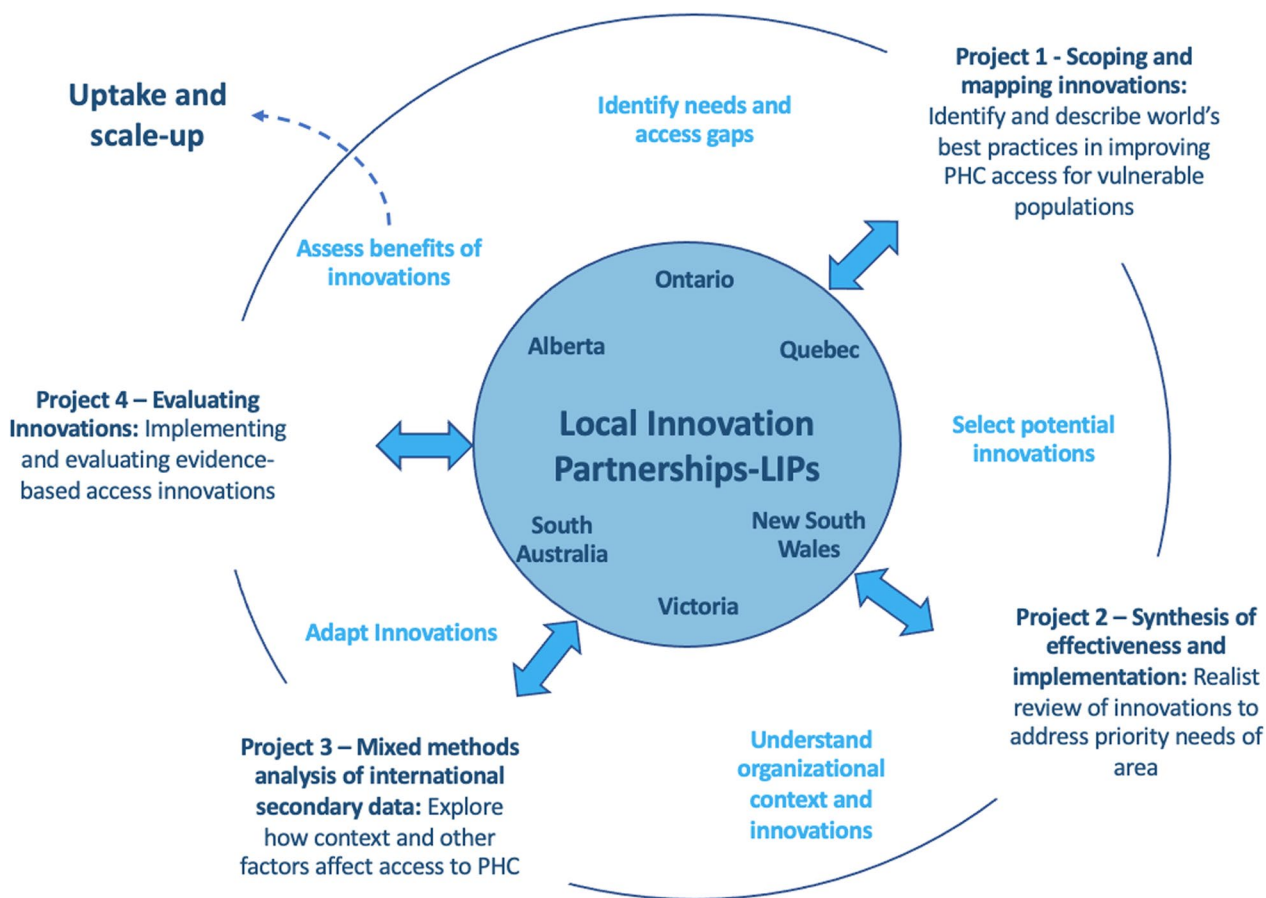 Uptake and
scale-up
Identify needs and
access gaps
Project 1 - Scoping and
mapping innovations:
Identify and describe world's
best practices in improving
PHC access for vulnerable
populations
Assess benefits of
innovations
Ontario
Alberta
Quebec
Local Innovation
Partnerships-LIPs
South
Australia
New South
Wales
Victoria
Select potential
innovations
Project 4 – Evaluating
Innovations: Implementing
and evaluating evidence-
based access innovations
Adapt Innovations
Project 2 – Synthesis of
effectiveness and
implementation: Realist
review of innovations to
address priority needs of
area
Project 3 – Mixed methods
analysis of international
secondary data: Explore
how context and other
factors affect access to PHC
Understand
organizational
context and
innovations